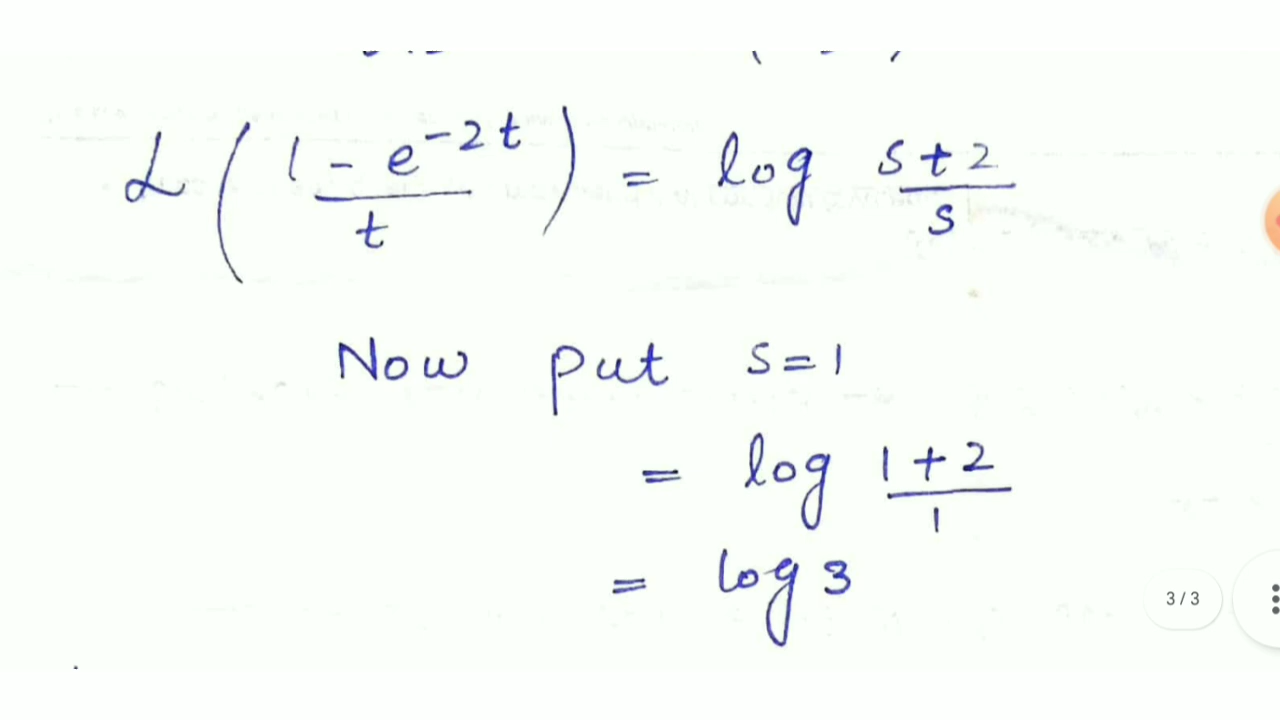 L( (1 - e^-2t) / t ) = log (s+2)/s
Now put s=1
= log (1+2)/1
= log 3
3 / 3